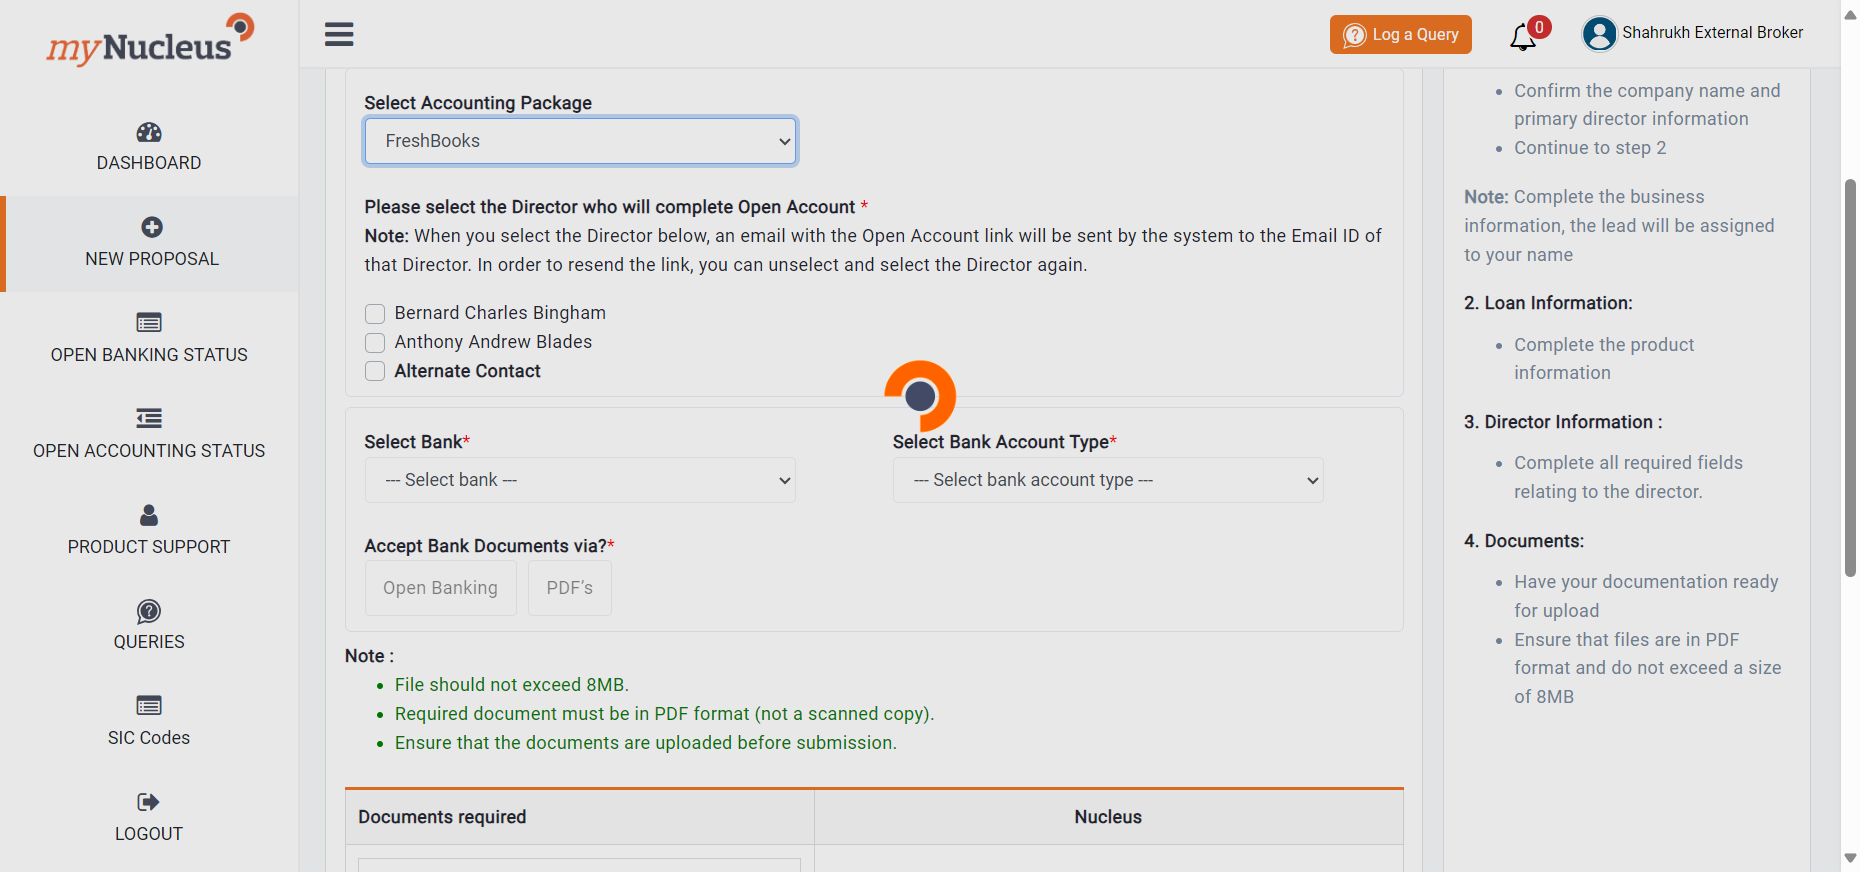 myNucleus
Log a Query
0
Shahrukh External Broker
DASHBOARD
NEW PROPOSAL
OPEN BANKING STATUS
OPEN ACCOUNTING STATUS
PRODUCT SUPPORT
QUERIES
SIC Codes
LOGOUT
Select Accounting Package
FreshBooks
Please select the Director who will complete Open Account *
Note: When you select the Director below, an email with the Open Account link will be sent by the system to the Email ID of
that Director. In order to resend the link, you can unselect and select the Director again.
Bernard Charles Bingham
Anthony Andrew Blades
Alternate Contact
Select Bank*
--- Select bank ---
Select Bank Account Type*
--- Select bank account type ---
Accept Bank Documents via?*
Open Banking
PDF’s
Note :
• File should not exceed 8MB.
• Required document must be in PDF format (not a scanned copy).
• Ensure that the documents are uploaded before submission.
Documents required
Nucleus
• Confirm the company name and
primary director information
• Continue to step 2
Note: Complete the business
information, the lead will be assigned
to your name
2. Loan Information:
• Complete the product
information
3. Director Information :
• Complete all required fields
relating to the director.
4. Documents:
• Have your documentation ready
for upload
• Ensure that files are in PDF
format and do not exceed a size
of 8MB